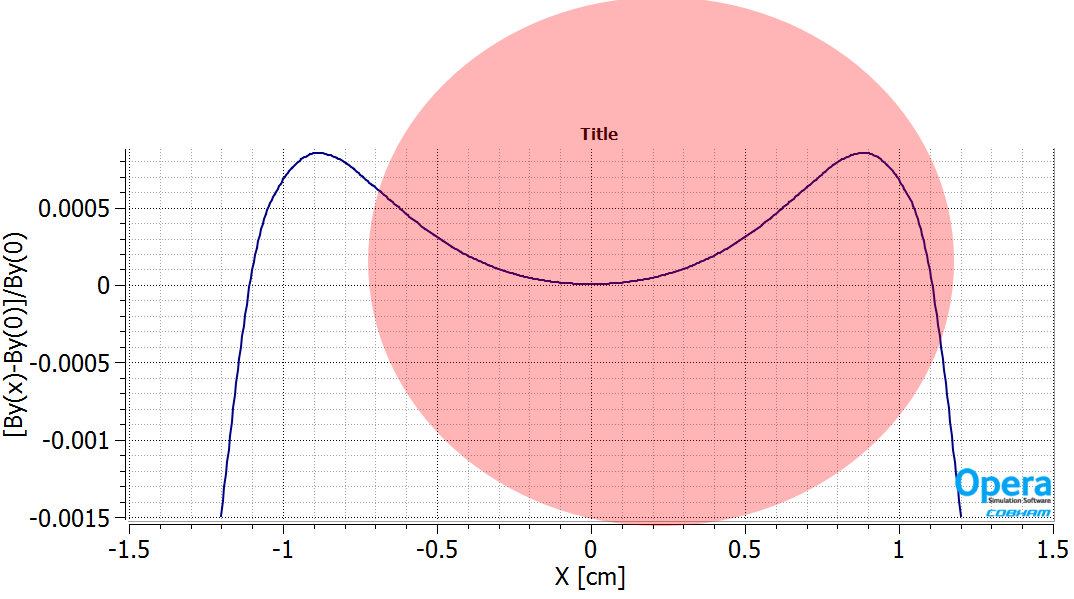 Title
[By(x)-By(0)]/By(0)
0.0005
0
-0.0005
-0.001
-0.0015
Opera
Simulation Software
COBHAM
-1.5 -1 -0.5 0 0.5 1 1.5
X [cm]